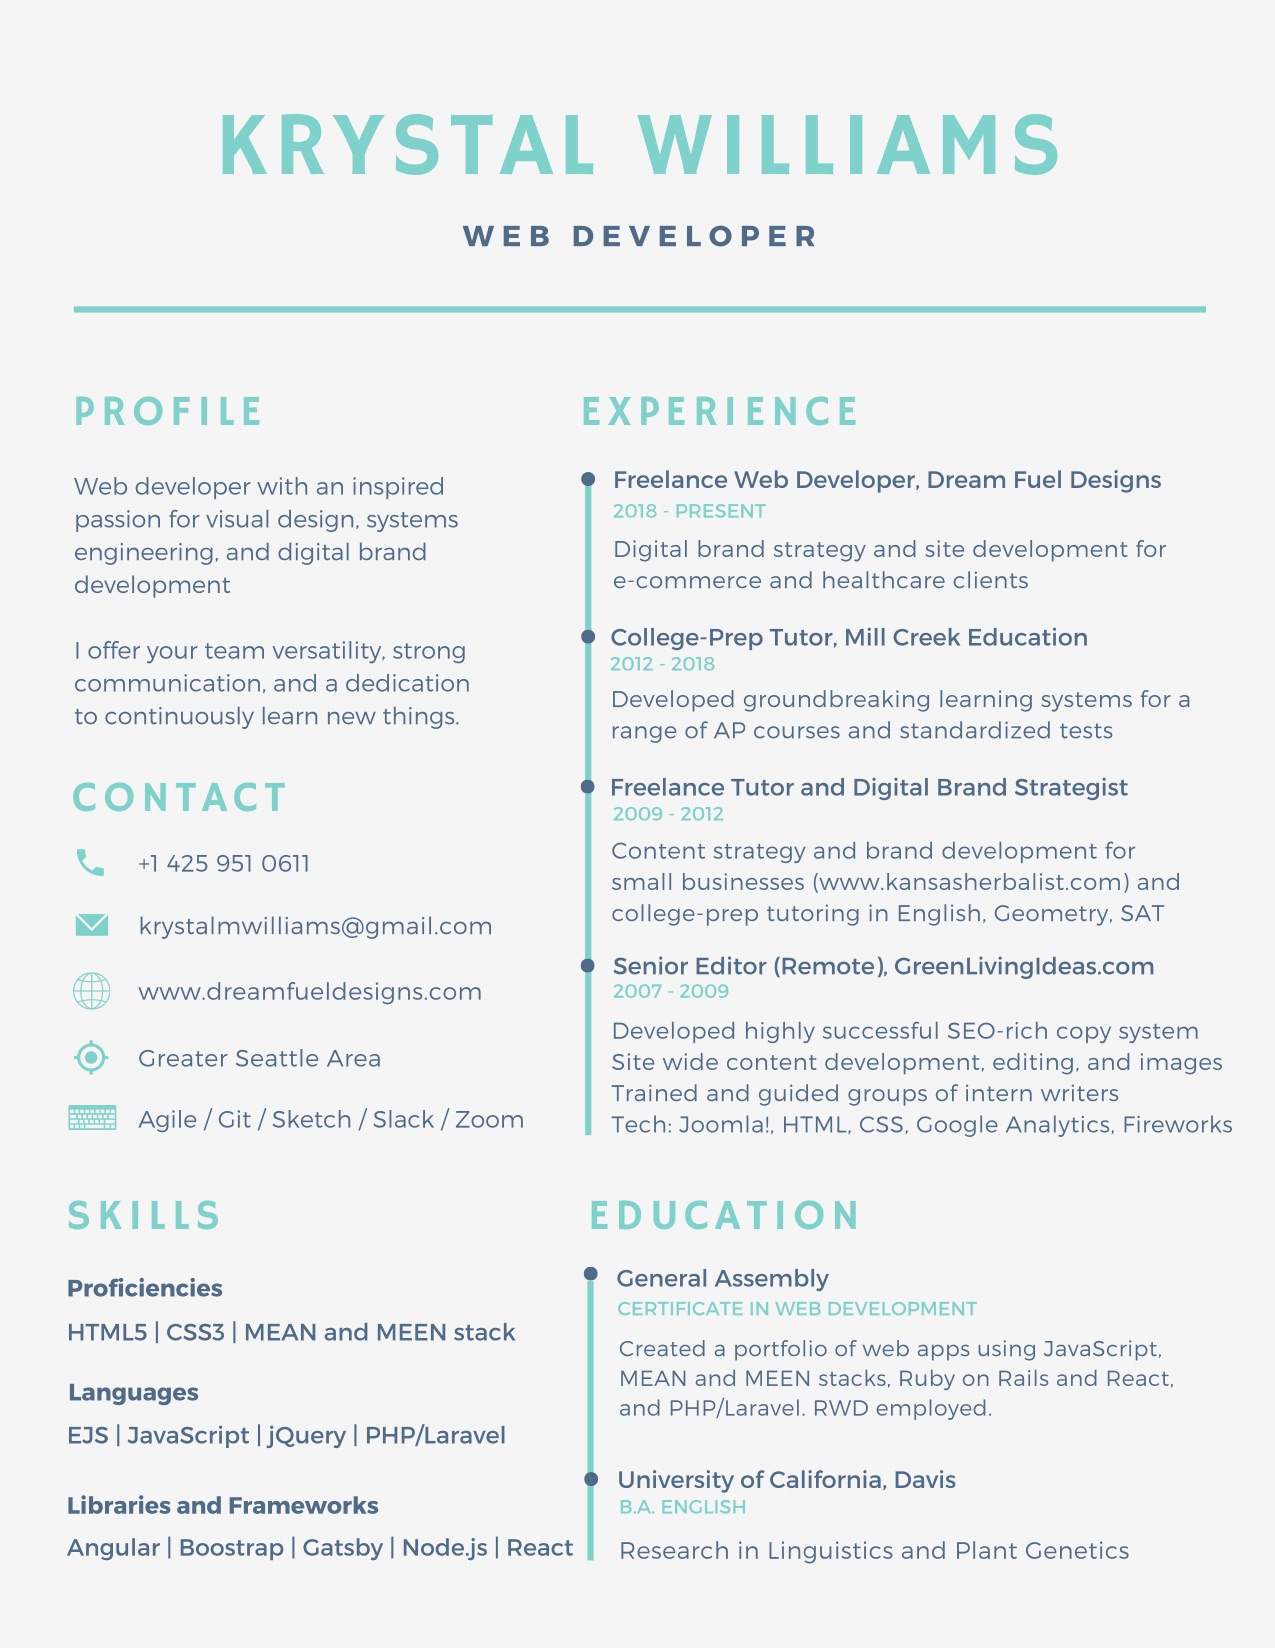 KRYSTAL WILLIAMS
WEB DEVELOPER
PROFILE
Web developer with an inspired
passion for visual design, systems
engineering, and digital brand
development
I offer your team versatility, strong
communication, and a dedication
to continuously learn new things.
CONTACT
+1 425 951 0611
krystalmwilliams@gmail.com
www.dreamfueldesigns.com
Greater Seattle Area
Agile / Git / Sketch / Slack / Zoom
SKILLS
Proficiencies
HTML5 | CSS3 | MEAN and MEEN stack
Languages
EJS | JavaScript | jQuery | PHP/Laravel
Libraries and Frameworks
Angular | Boostrap | Gatsby | Node.js | React
EXPERIENCE
Freelance Web Developer, Dream Fuel Designs
2018 - PRESENT
Digital brand strategy and site development for
e-commerce and healthcare clients
College-Prep Tutor, Mill Creek Education
2012 - 2018
Developed groundbreaking learning systems for a
range of AP courses and standardized tests
Freelance Tutor and Digital Brand Strategist
2009 - 2012
Content strategy and brand development for
small businesses (www.kansasherbalist.com) and
college-prep tutoring in English, Geometry, SAT
Senior Editor (Remote), GreenLivingIdeas.com
2007 - 2009
Developed highly successful SEO-rich copy system
Site wide content development, editing, and images
Trained and guided groups of intern writers
Tech: Joomla!, HTML, CSS, Google Analytics, Fireworks
EDUCATION
General Assembly
CERTIFICATE IN WEB DEVELOPMENT
Created a portfolio of web apps using JavaScript,
MEAN and MEEN stacks, Ruby on Rails and React,
and PHP/Laravel. RWD employed.
University of California, Davis
B.A. ENGLISH
Research in Linguistics and Plant Genetics